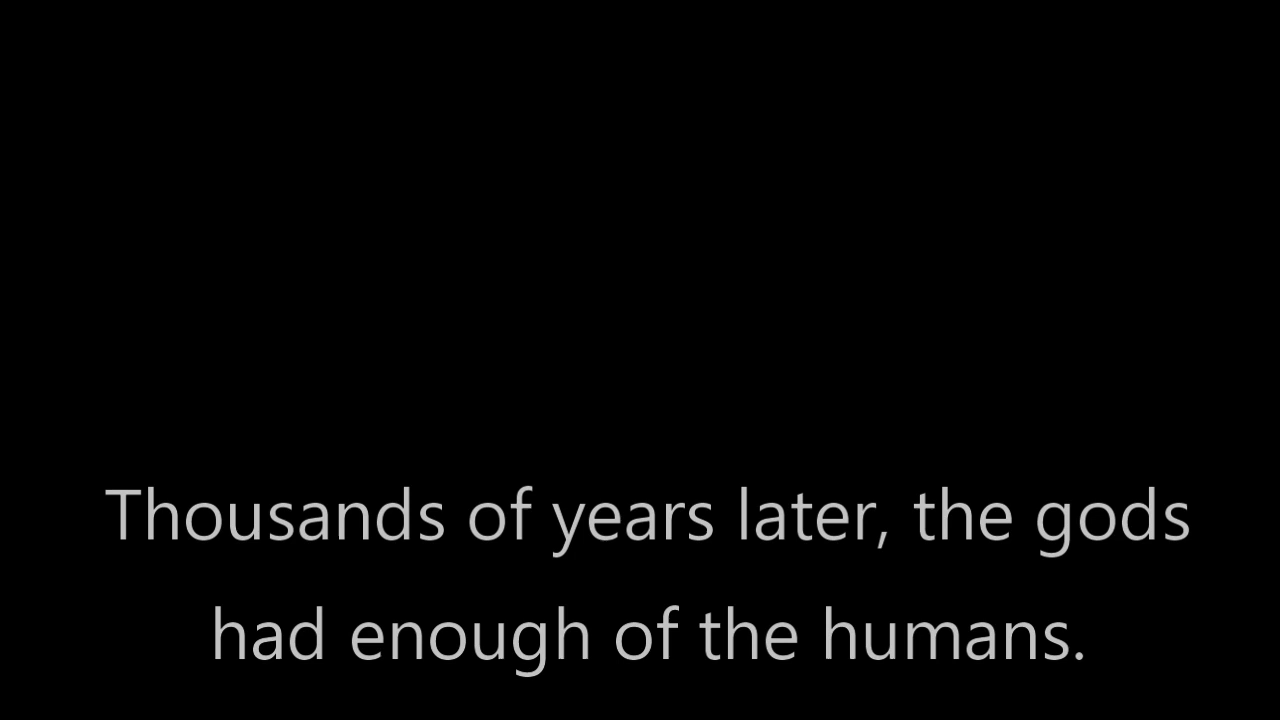 Thousands of years later, the gods
had enough of the humans.